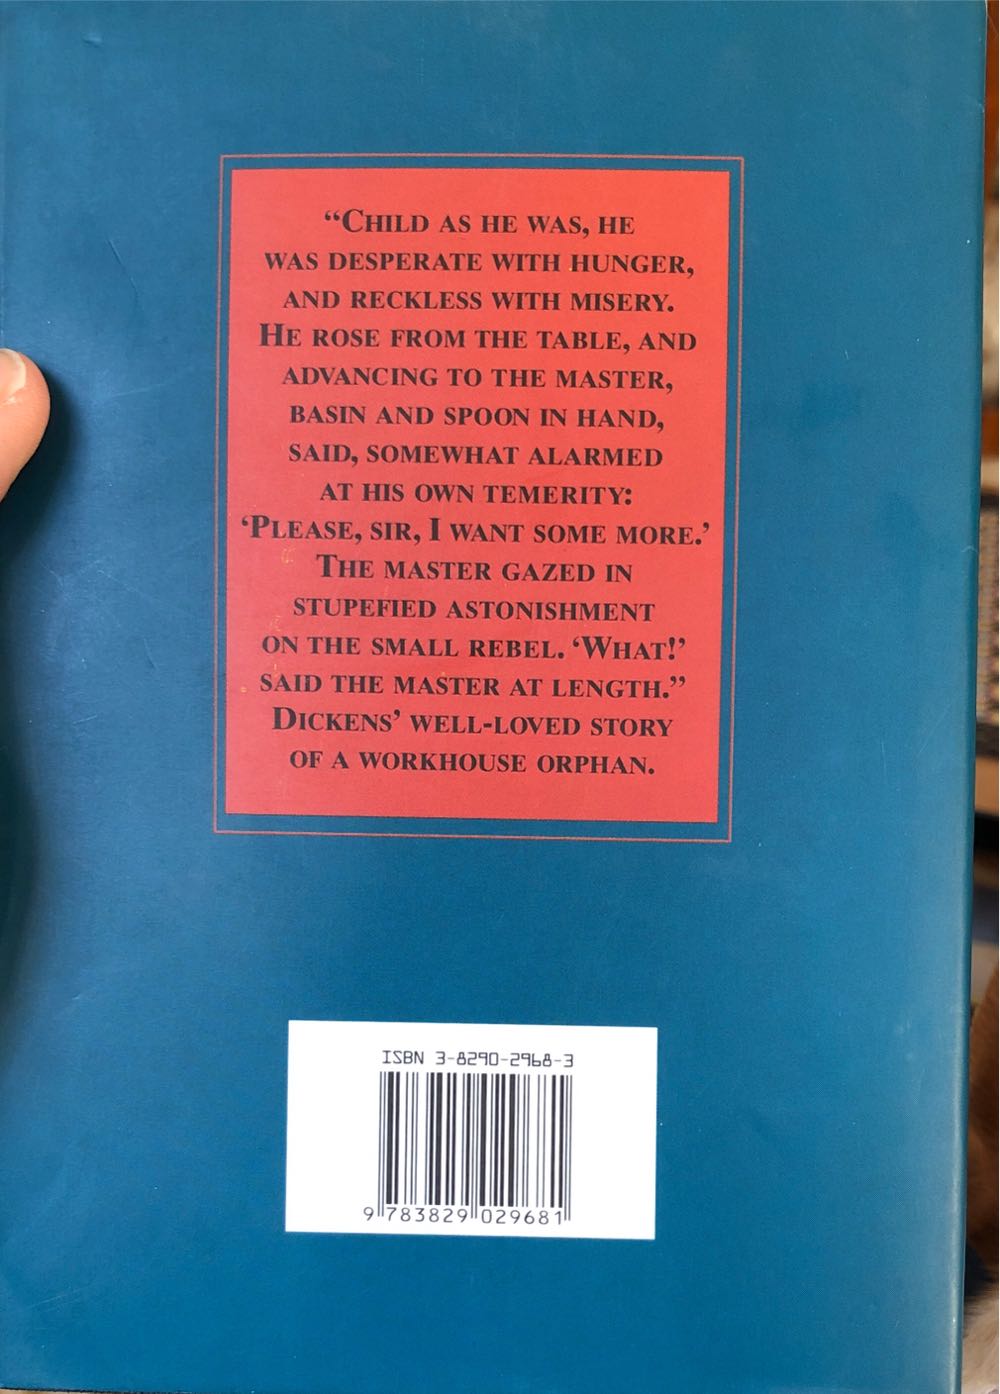 “Child as he was, he
was desperate with hunger,
and reckless with misery.
He rose from the table, and
advancing to the master,
basin and spoon in hand,
said, somewhat alarmed
at his own temerity:
‘Please, sir, I want some more.’
The master gazed in
stupefied astonishment
on the small rebel. ‘What!’
said the master at length.”
Dickens’ well-loved story
of a workhouse orphan.
ISBN 3-8290-2968-3
9 783829 029681